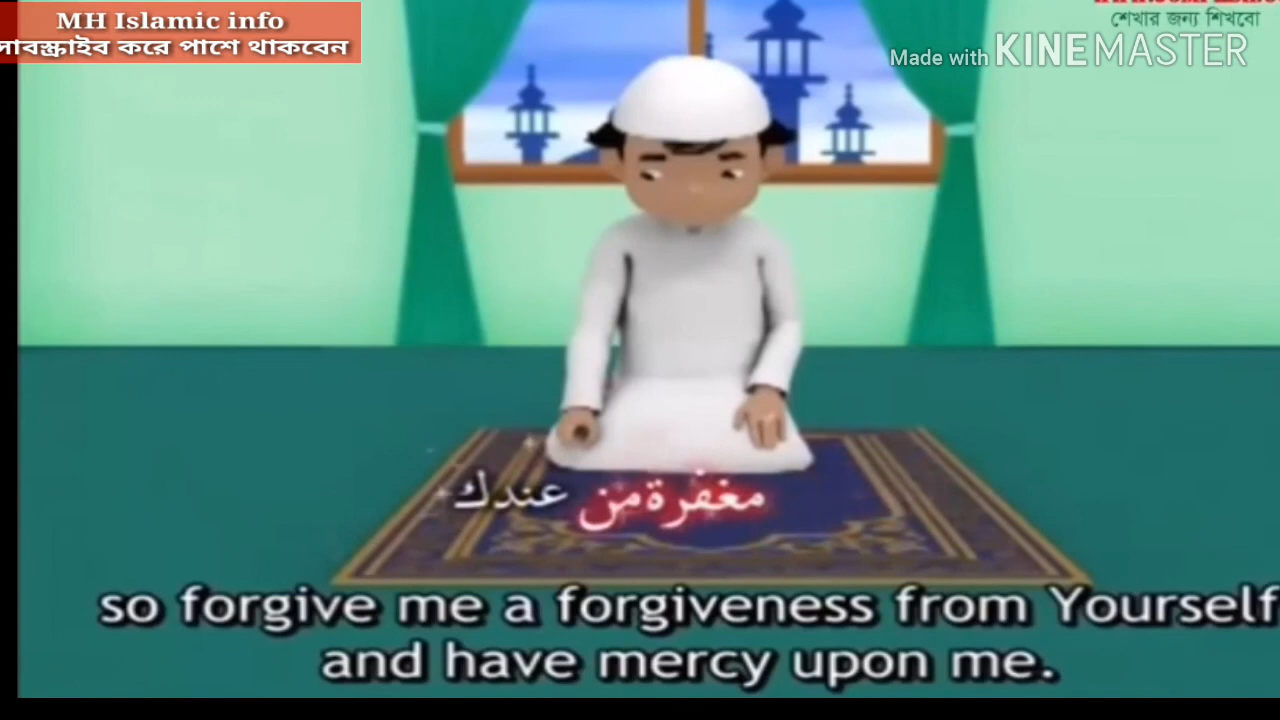 MH Islamic info
সাবস্ক্রাইব করে পাশে থাকবেন
শেখার জন্য শিখবো
Made with KINEMASTER
مغفرة من عندك
so forgive me a forgiveness from Yourself
and have mercy upon me.